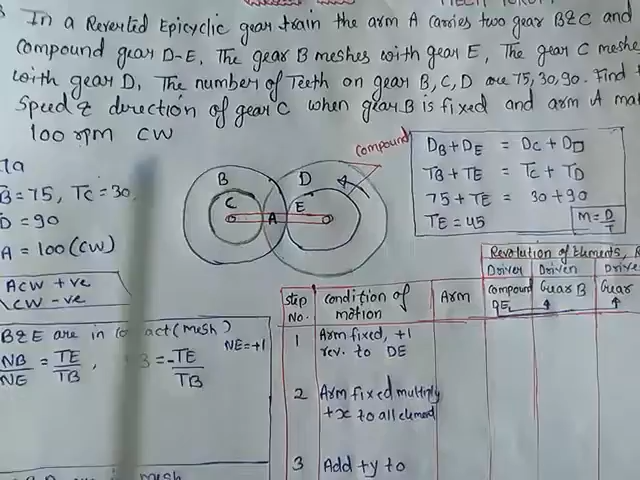 In a Reverted Epicyclic gear train the arm A carries two gear B&C and
compound gear D-E, The gear B meshes with gear E, The gear C meshe
with gear D, The number of Teeth on gear B, C, D are 75, 30, 90. Find
Speed & direction of gear C when gear B is fixed and arm A ma
100 rpm CW
compound
B
D
C
A
E
DB+DE = DC+DD
TB+TE = TC+TD
75+TE = 30+90
TE=45
M=D/T
B=75, TC=30,
D=90
A=100(CW)
ACW +ve
CW -ve
B&E are in contact(mesh)
NE=+1
NB/NE = TE/TB, 3=-TE/TB
Revolution of Elements,
Step No.
Condition of motion
Arm
Driver compound DE
Driven Gear B
Drive Gear
1 Arm fixed, +1 rev. to DE
2 Arm fixed multiply +x to all element
3 Add +y to
mesh